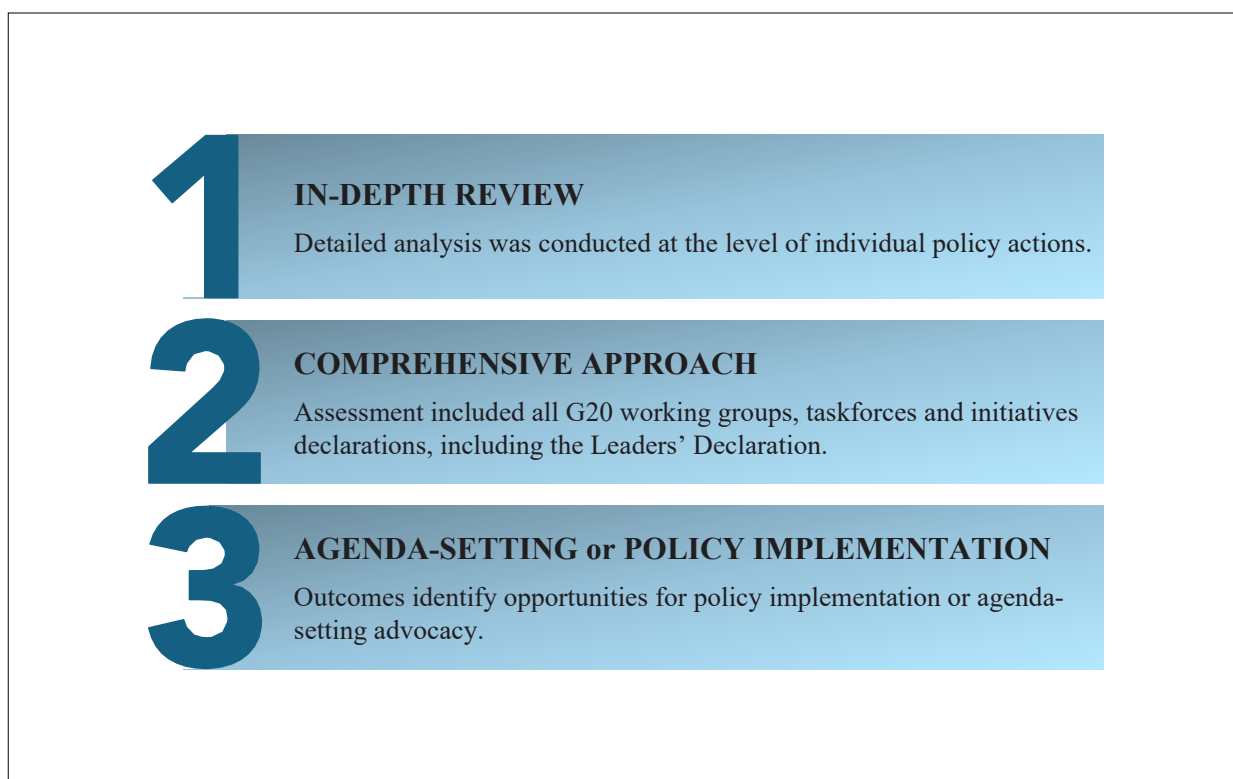 1
IN-DEPTH REVIEW
Detailed analysis was conducted at the level of individual policy actions.
2
COMPREHENSIVE APPROACH
Assessment included all G20 working groups, taskforces and initiatives
declarations, including the Leaders’ Declaration.
3
AGENDA-SETTING or POLICY IMPLEMENTATION
Outcomes identify opportunities for policy implementation or agenda-
setting advocacy.